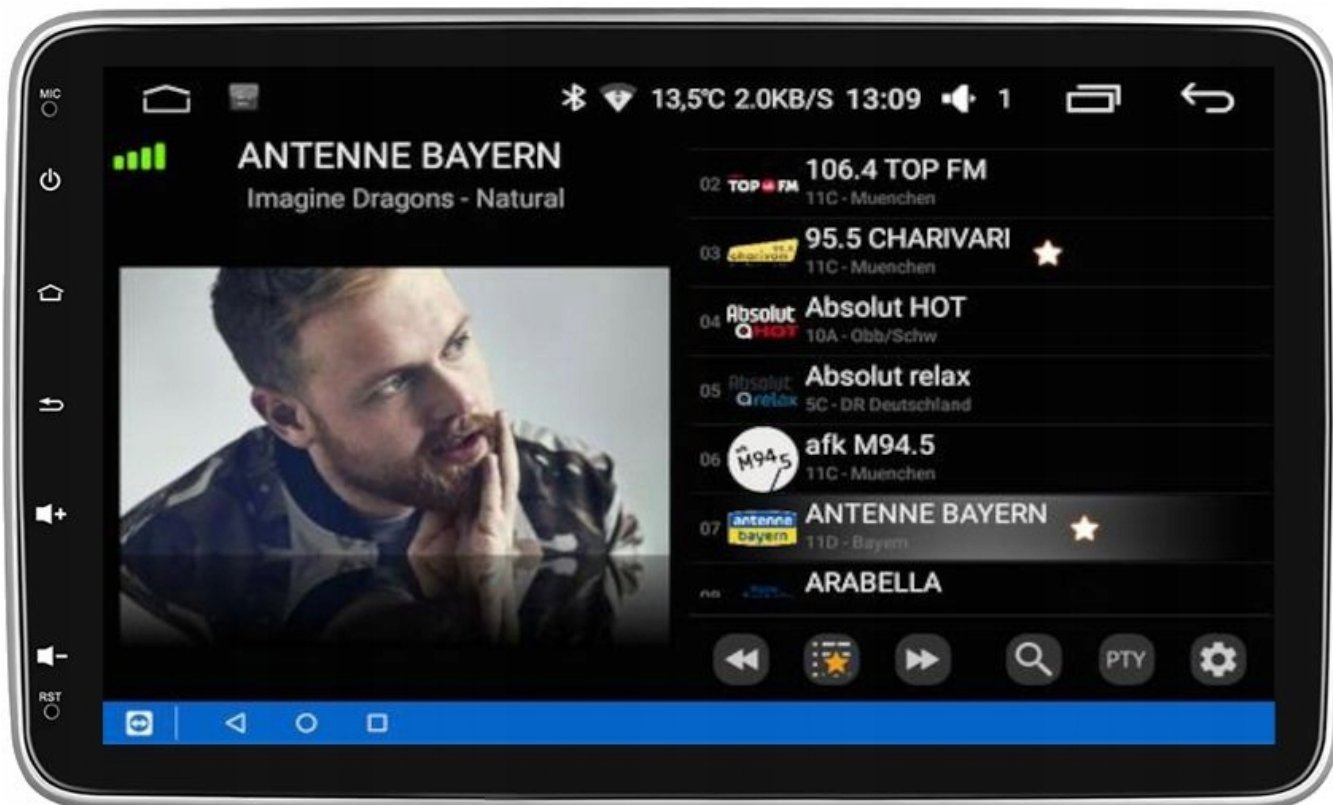 MIC
13,5°C 2.0KB/S 13:09 1
ANTENNE BAYERN
Imagine Dragons - Natural
02 TOP FM 106.4 TOP FM
11C - Muenchen
03 charivari 95.5 CHARIVARI
11C - Muenchen
04 Absolut HOT Absolut HOT
10A - Obb/Schw
05 Absolut relax Absolut relax
5C - DR Deutschland
06 afk M94.5 afk M94.5
11C - Muenchen
07 antenne bayern ANTENNE BAYERN
11D - Bayern
ARABELLA
PTY
RST